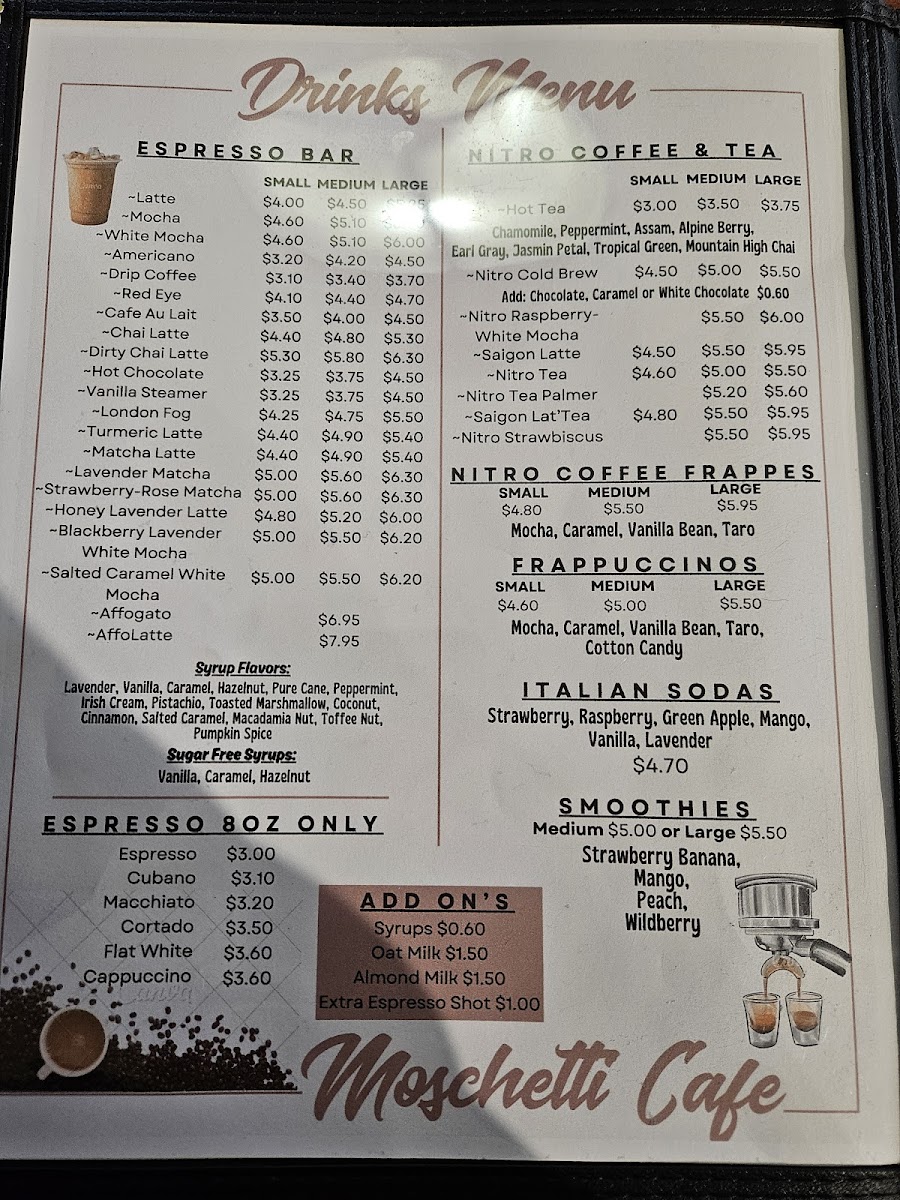 Drinks Menu
ESPRESSO BAR
SMALL MEDIUM LARGE
~Latte $4.00 $4.50
~Mocha $4.60 $5.10
~White Mocha $4.60 $5.10 $6.00
~Americano $3.20 $4.20 $4.50
~Drip Coffee $3.10 $3.40 $3.70
~Red Eye $4.10 $4.40 $4.70
~Cafe Au Lait $3.50 $4.00 $4.50
~Chai Latte $4.40 $4.80 $5.30
~Dirty Chai Latte $5.30 $5.80 $6.30
~Hot Chocolate $3.25 $3.75 $4.50
~Vanilla Steamer $3.25 $3.75 $4.50
~London Fog $4.25 $4.75 $5.50
~Turmeric Latte $4.40 $4.90 $5.40
~Matcha Latte $4.40 $4.90 $5.40
~Lavender Matcha $5.00 $5.60 $6.30
~Strawberry-Rose Matcha $5.00 $5.60 $6.30
~Honey Lavender Latte $4.80 $5.20 $6.00
~Blackberry Lavender $5.00 $5.50 $6.20
White Mocha
~Salted Caramel White $5.00 $5.50 $6.20
Mocha
~Affogato $6.95
~AffoLatte $7.95
Syrup Flavors:
Lavender, Vanilla, Caramel, Hazelnut, Pure Cane, Peppermint,
Irish Cream, Pistachio, Toasted Marshmallow, Coconut,
Cinnamon, Salted Caramel, Macadamia Nut, Toffee Nut,
Pumpkin Spice
Sugar Free Syrups:
Vanilla, Caramel, Hazelnut
ESPRESSO 8OZ ONLY
Espresso $3.00
Cubano $3.10
Macchiato $3.20
Cortado $3.50
Flat White $3.60
Cappuccino $3.60
Canva
NITRO COFFEE & TEA
SMALL MEDIUM LARGE
~Hot Tea $3.00 $3.50 $3.75
Chamomile, Peppermint, Assam, Alpine Berry,
Earl Gray, Jasmin Petal, Tropical Green, Mountain High Chai
~Nitro Cold Brew $4.50 $5.00 $5.50
Add: Chocolate, Caramel or White Chocolate $0.60
~Nitro Raspberry- $5.50 $6.00
White Mocha
~Saigon Latte $4.50 $5.50 $5.95
~Nitro Tea $4.60 $5.00 $5.50
~Nitro Tea Palmer $5.20 $5.60
~Saigon Lat'Tea $4.80 $5.50 $5.95
~Nitro Strawbiscus $5.50 $5.95
NITRO COFFEE FRAPPES
SMALL MEDIUM LARGE
$4.80 $5.50 $5.95
Mocha, Caramel, Vanilla Bean, Taro
FRAPPUCCINOS
SMALL MEDIUM LARGE
$4.60 $5.00 $5.50
Mocha, Caramel, Vanilla Bean, Taro,
Cotton Candy
ITALIAN SODAS
Strawberry, Raspberry, Green Apple, Mango,
Vanilla, Lavender
$4.70
SMOOTHIES
Medium $5.00 or Large $5.50
Strawberry Banana,
Mango,
Peach,
Wildberry
ADD ON'S
Syrups $0.60
Oat Milk $1.50
Almond Milk $1.50
Extra Espresso Shot $1.00
Moschetti Cafe